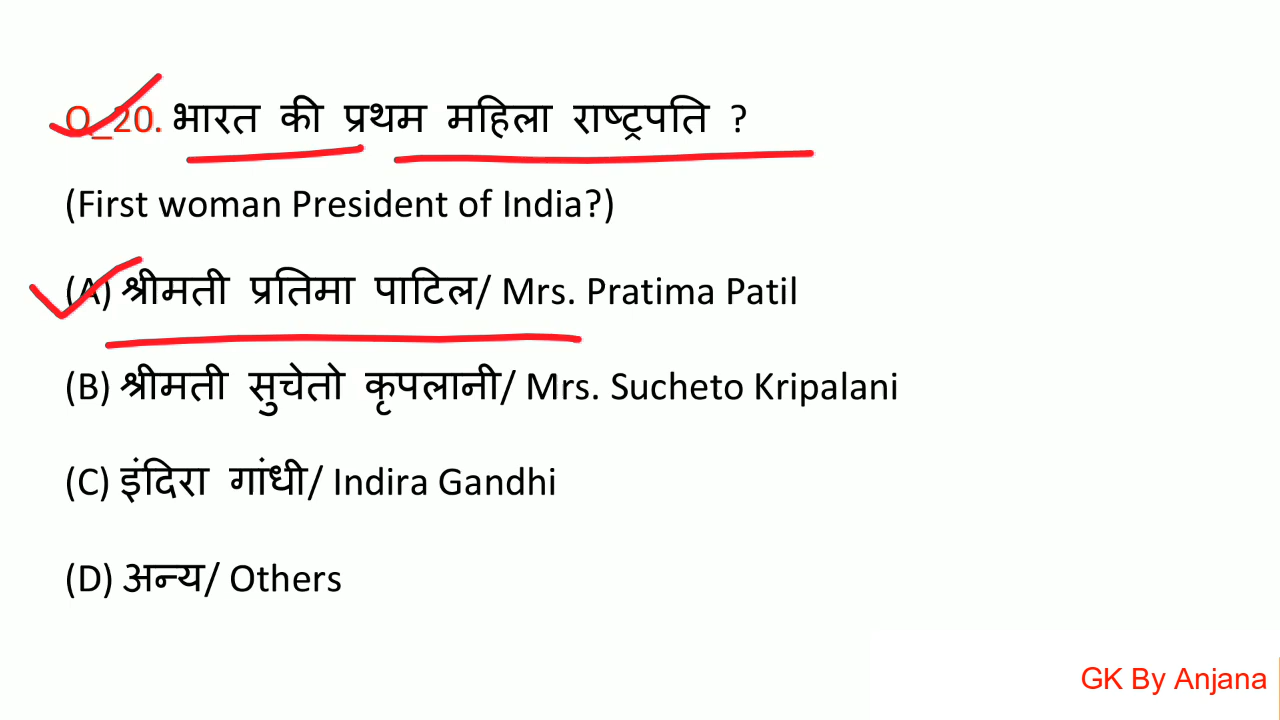 Q_20. भारत की प्रथम महिला राष्ट्रपति ?
(First woman President of India?)
(A) श्रीमती प्रतिमा पाटिल/ Mrs. Pratima Patil
(B) श्रीमती सुचेतो कृपलानी/ Mrs. Sucheto Kripalani
(C) इंदिरा गांधी/ Indira Gandhi
(D) अन्य/ Others
GK By Anjana